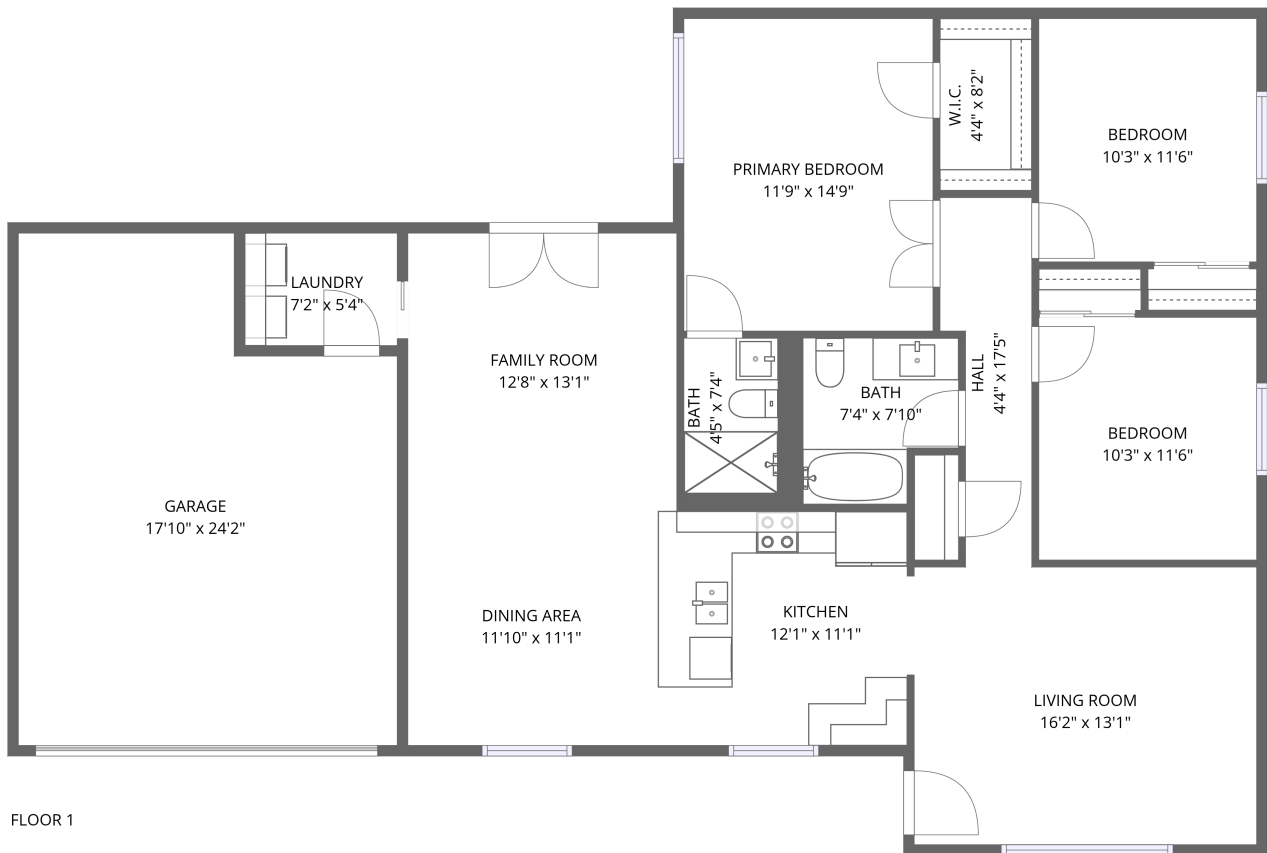 W.I.C.
4'4" x 8'2"
BEDROOM
10'3" x 11'6"
PRIMARY BEDROOM
11'9" x 14'9"
LAUNDRY
7'2" x 5'4"
FAMILY ROOM
12'8" x 13'1"
BATH
4'5" x 7'4"
BATH
7'4" x 7'10"
HALL
4'4" x 17'5"
BEDROOM
10'3" x 11'6"
GARAGE
17'10" x 24'2"
DINING AREA
11'10" x 11'1"
KITCHEN
12'1" x 11'1"
LIVING ROOM
16'2" x 13'1"
FLOOR 1